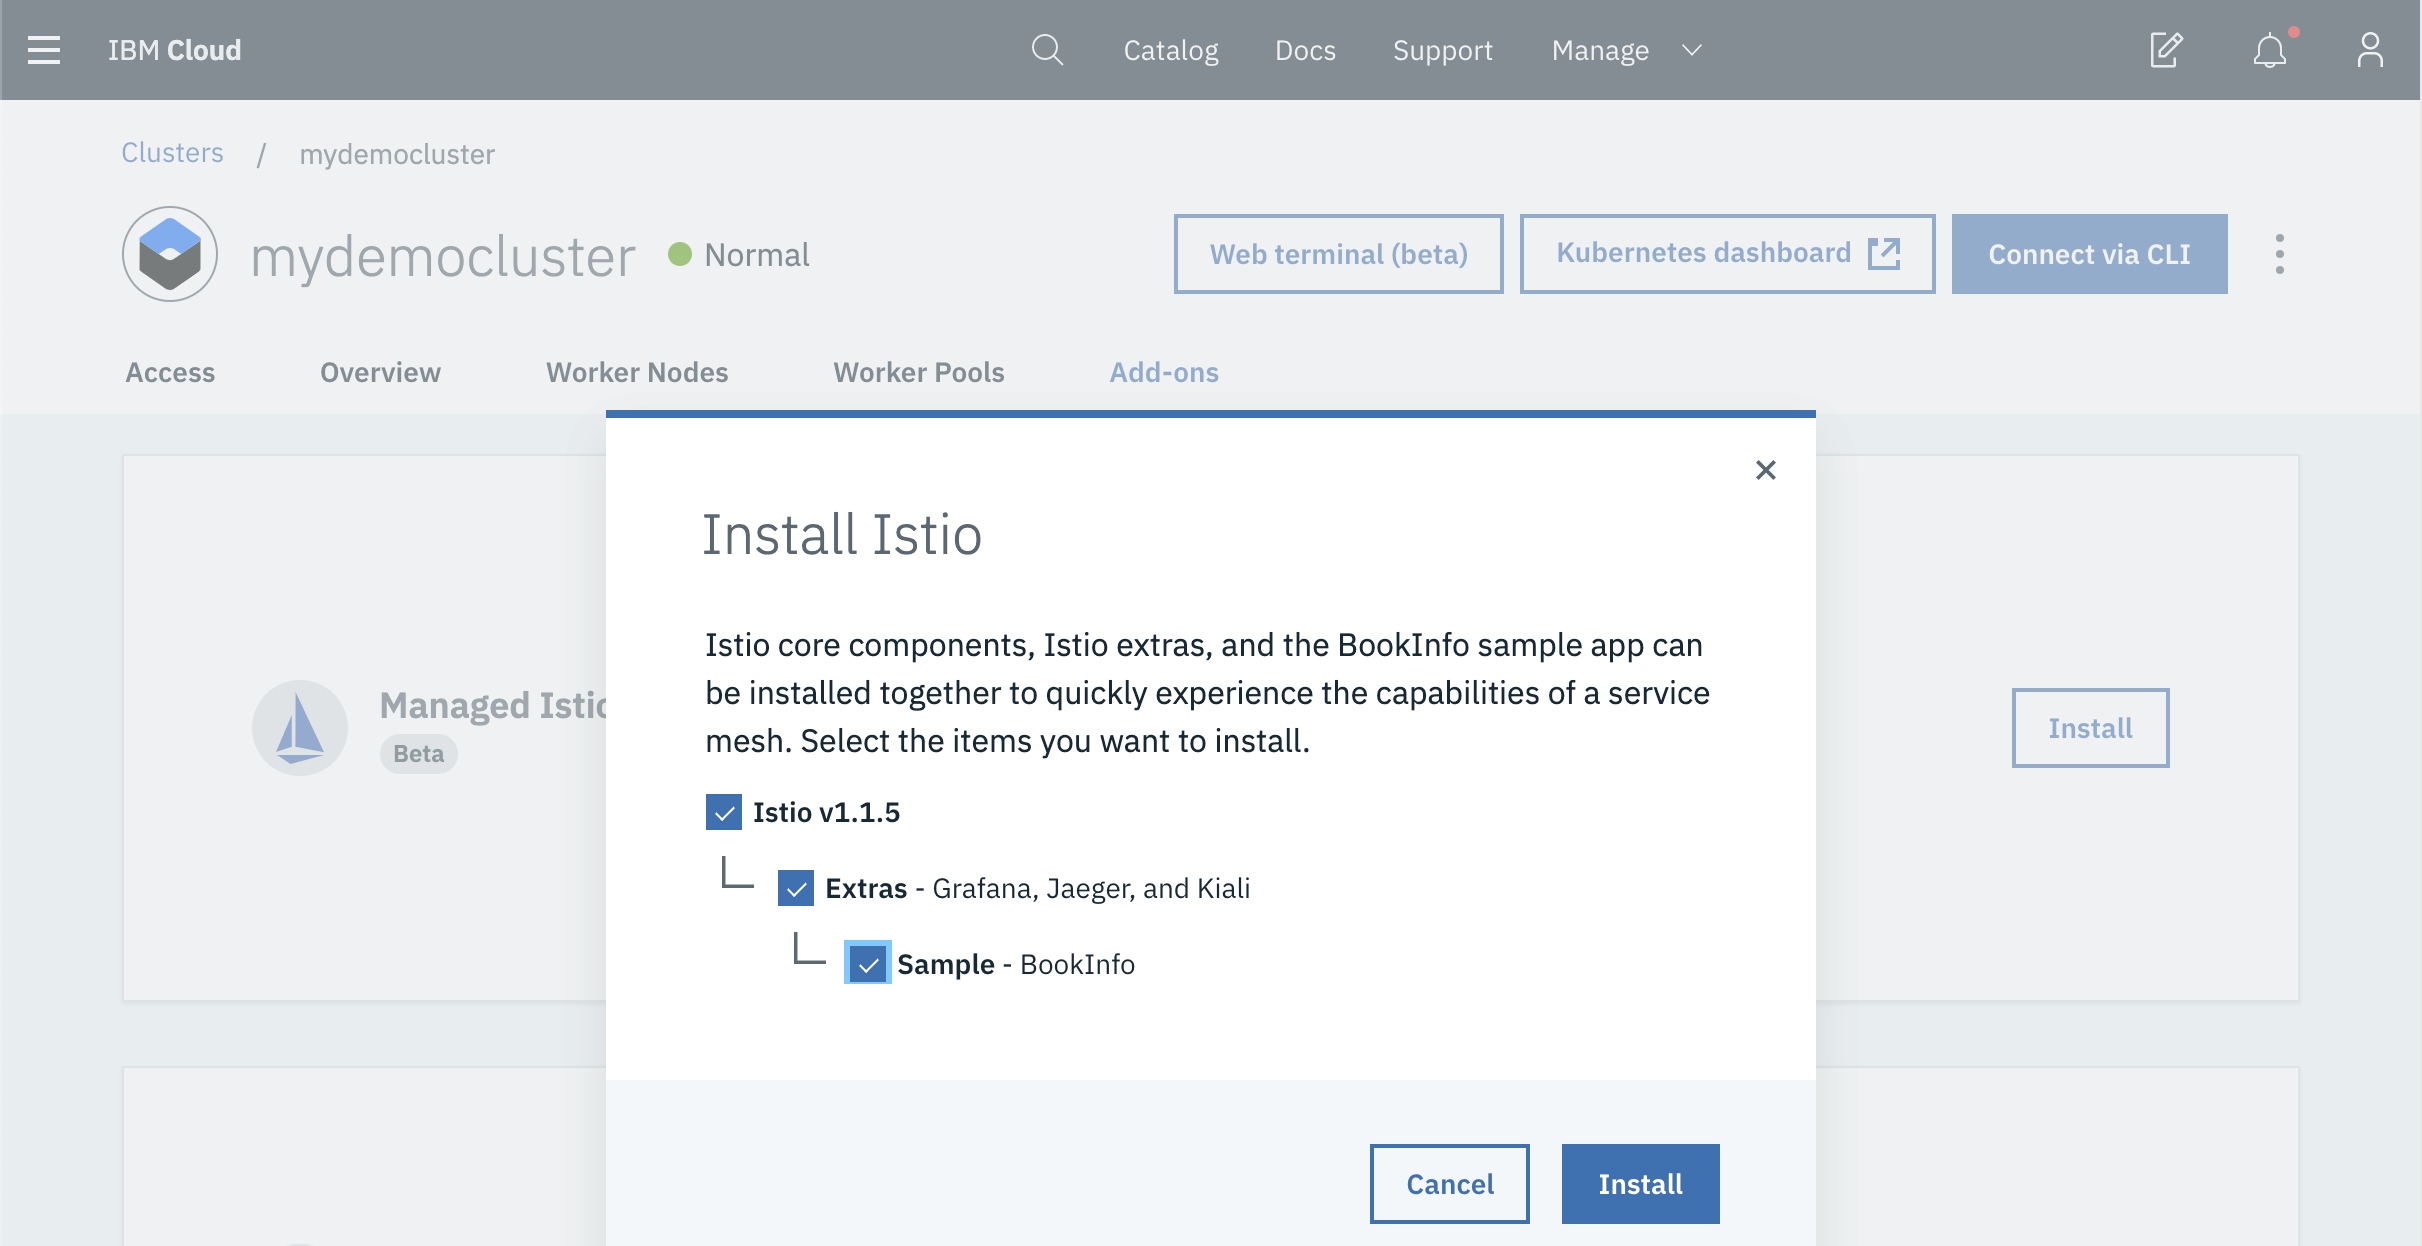 IBM Cloud
Catalog
Docs
Support
Manage
Clusters / mydemocluster
mydemocluster
Normal
Web terminal (beta)
Kubernetes dashboard
Connect via CLI
Access
Overview
Worker Nodes
Worker Pools
Add-ons
Install Istio
Istio core components, Istio extras, and the BookInfo sample app can
be installed together to quickly experience the capabilities of a service
mesh. Select the items you want to install.
Managed Istio
Beta
Install
Istio v1.1.5
Extras - Grafana, Jaeger, and Kiali
Sample - BookInfo
Cancel
Install